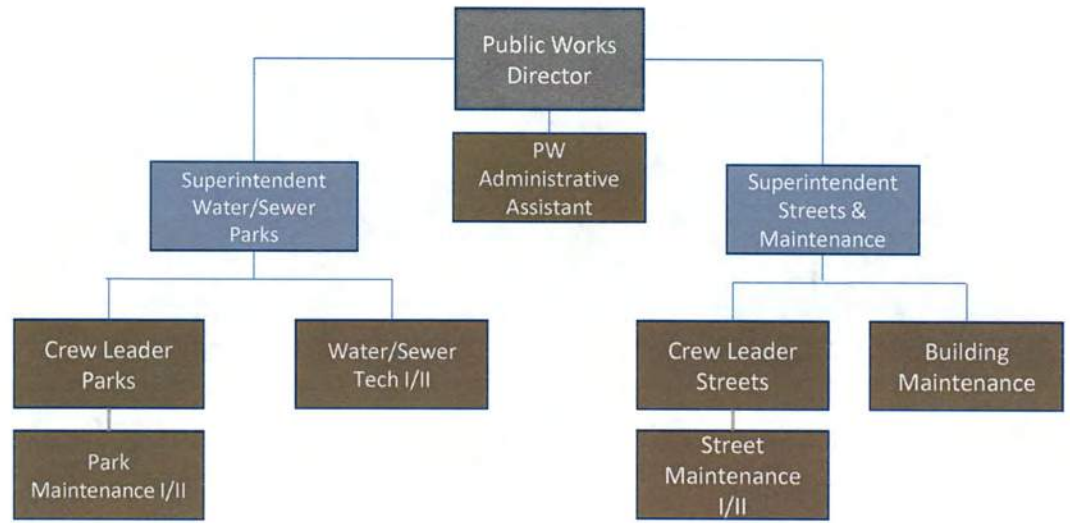 Public Works
Director
PW
Administrative
Assistant
Superintendent
Water/Sewer
Parks
Superintendent
Streets &
Maintenance
Crew Leader
Parks
Water/Sewer
Tech I/II
Crew Leader
Streets
Building
Maintenance
Park
Maintenance I/II
Street
Maintenance
I/II